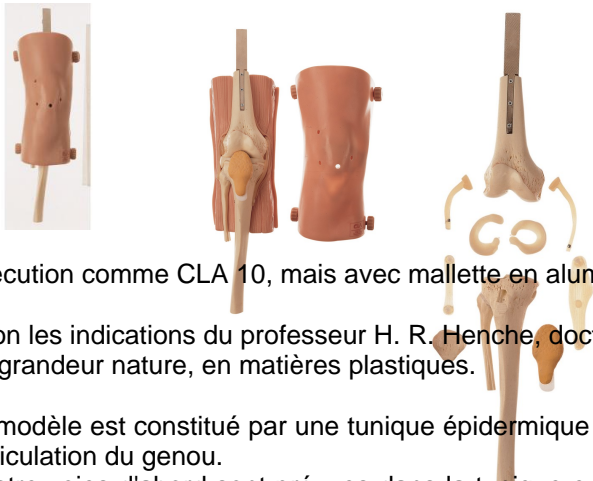 écution comme CLA 10, mais avec mallette en alum
on les indications du professeur H. R. Henche, doct
grandeur nature, en matières plastiques.
modèle est constitué par une tunique épidermique
iculation du genou.